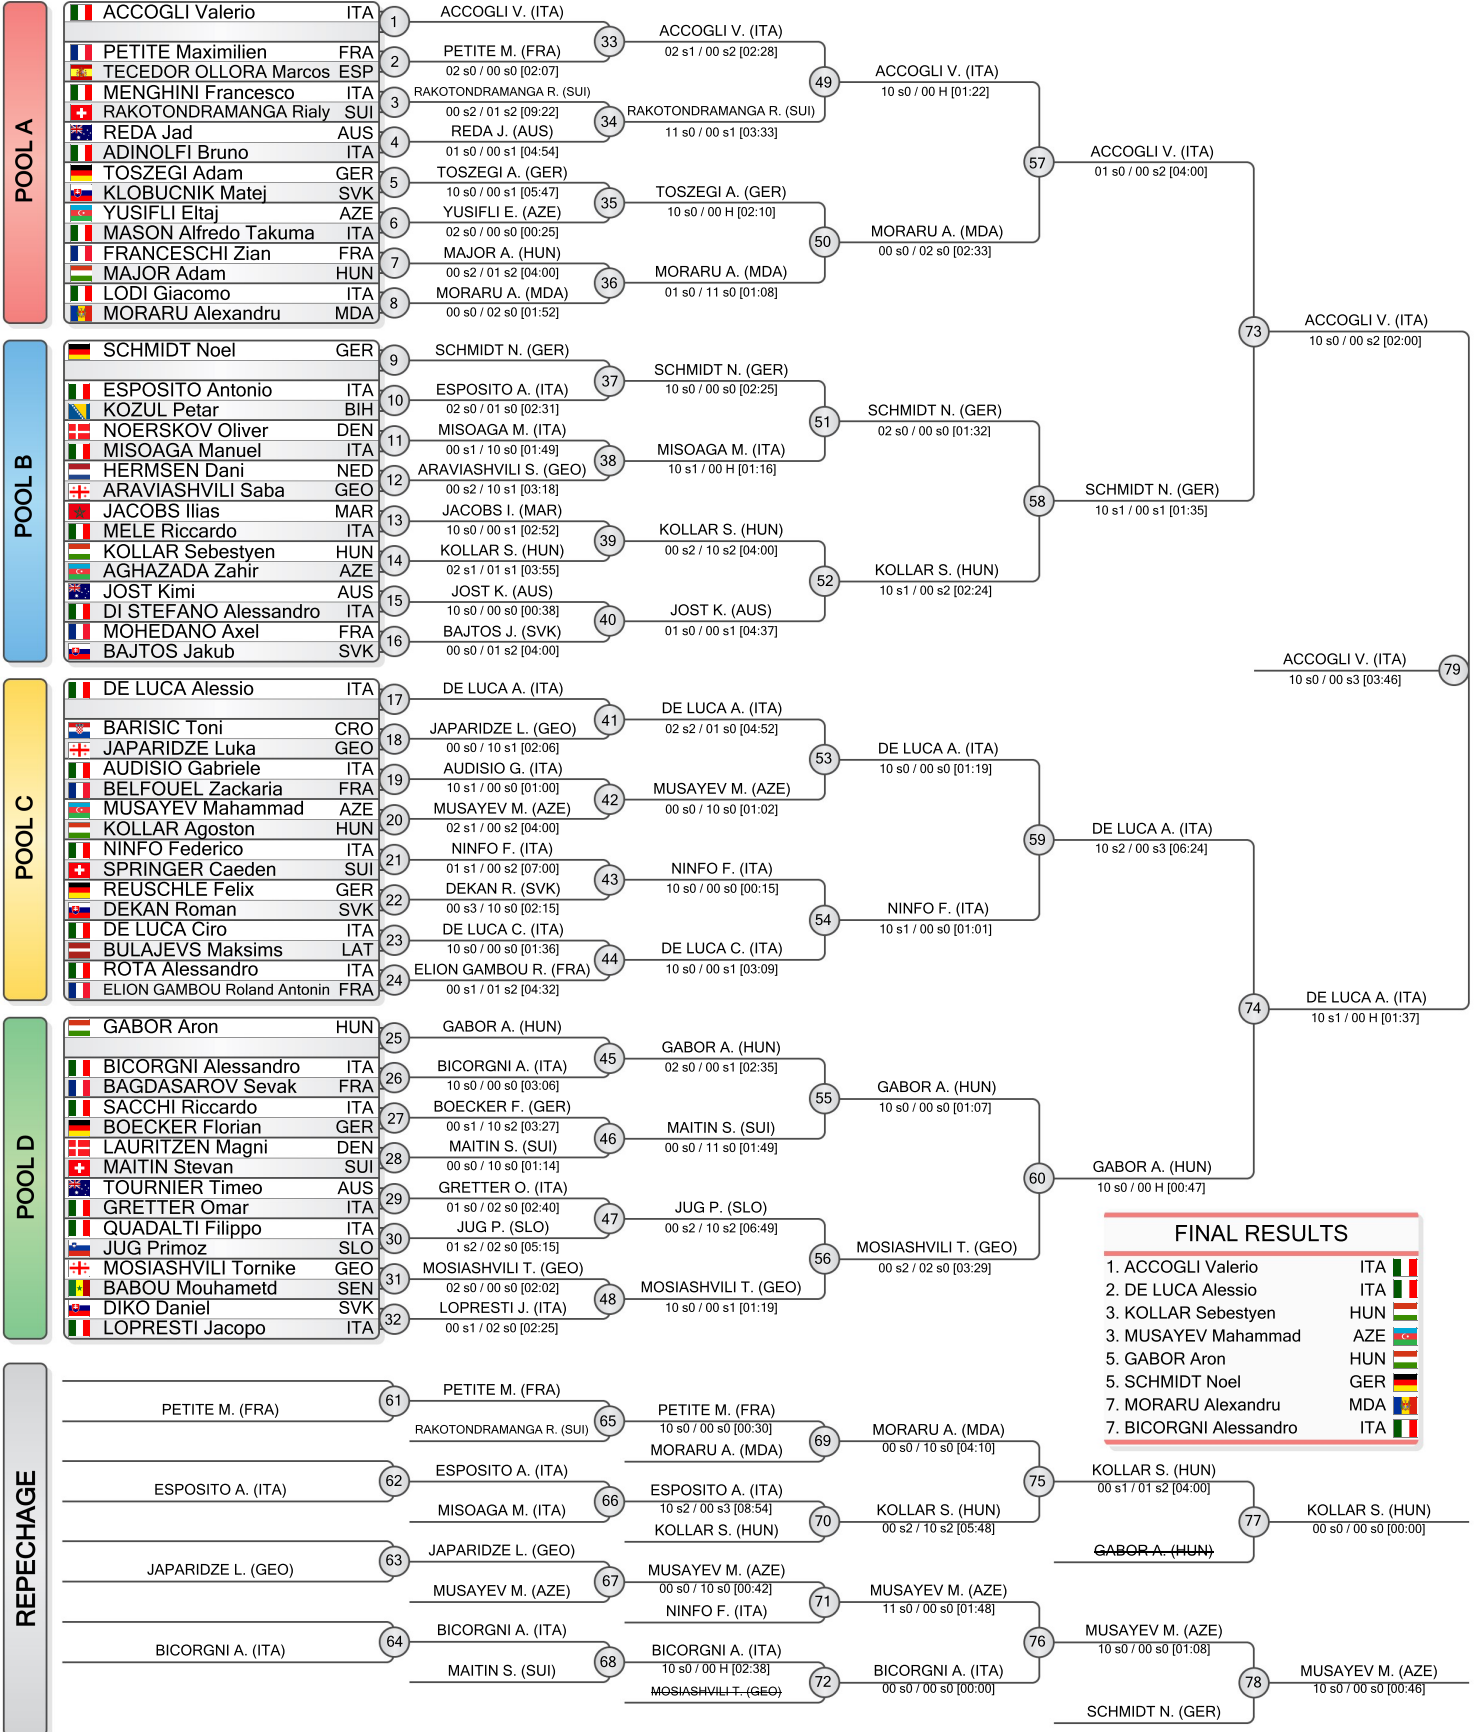 POOL A
ACCOGLI Valerio ITA
PETITE Maximilien FRA
TECEDOR OLLORA Marcos ESP
MENGHINI Francesco ITA
RAKOTONDRAMANGA Rialy SUI
REDA Jad AUS
ADINOLFI Bruno ITA
TOSZEGI Adam GER
KLOBUCNIK Matej SVK
YUSIFLI Eltaj AZE
MASON Alfredo Takuma ITA
FRANCESCHI Zian FRA
MAJOR Adam HUN
LODI Giacomo ITA
MORARU Alexandru MDA
1
2
3
4
5
6
7
8
ACCOGLI V. (ITA)
PETITE M. (FRA)
02 s0 / 00 s0 [02:07]
RAKOTONDRAMANGA R. (SUI)
00 s2 / 01 s2 [09:22]
REDA J. (AUS)
01 s0 / 00 s1 [04:54]
TOSZEGI A. (GER)
10 s0 / 00 s1 [05:47]
YUSIFLI E. (AZE)
02 s0 / 00 s0 [00:25]
MAJOR A. (HUN)
00 s2 / 01 s2 [04:00]
MORARU A. (MDA)
00 s0 / 02 s0 [01:52]
33
34
35
36
ACCOGLI V. (ITA)
02 s1 / 00 s2 [02:28]
RAKOTONDRAMANGA R. (SUI)
11 s0 / 00 s1 [03:33]
TOSZEGI A. (GER)
10 s0 / 00 H [02:10]
MORARU A. (MDA)
01 s0 / 11 s0 [01:08]
49
50
ACCOGLI V. (ITA)
10 s0 / 00 H [01:22]
MORARU A. (MDA)
00 s0 / 02 s0 [02:33]
57
ACCOGLI V. (ITA)
01 s0 / 00 s2 [04:00]
POOL B
SCHMIDT Noel GER
ESPOSITO Antonio ITA
KOZUL Petar BIH
NOERSKOV Oliver DEN
MISOAGA Manuel ITA
HERMSEN Dani NED
ARAVIASHVILI Saba GEO
JACOBS Ilias MAR
MELE Riccardo ITA
KOLLAR Sebestyen HUN
AGHAZADA Zahir AZE
JOST Kimi AUS
DI STEFANO Alessandro ITA
MOHEDANO Axel FRA
BAJTOS Jakub SVK
9
10
11
12
13
14
15
16
SCHMIDT N. (GER)
ESPOSITO A. (ITA)
02 s0 / 01 s0 [02:31]
MISOAGA M. (ITA)
00 s1 / 10 s0 [01:49]
ARAVIASHVILI S. (GEO)
00 s2 / 10 s1 [03:18]
JACOBS I. (MAR)
10 s0 / 00 s1 [02:52]
KOLLAR S. (HUN)
02 s1 / 01 s1 [03:55]
JOST K. (AUS)
10 s0 / 00 s0 [00:38]
BAJTOS J. (SVK)
00 s0 / 01 s2 [04:00]
37
38
39
40
SCHMIDT N. (GER)
10 s0 / 00 s0 [02:25]
MISOAGA M. (ITA)
10 s1 / 00 H [01:16]
KOLLAR S. (HUN)
00 s2 / 10 s2 [04:00]
JOST K. (AUS)
01 s0 / 00 s1 [04:37]
51
52
SCHMIDT N. (GER)
02 s0 / 00 s0 [01:32]
KOLLAR S. (HUN)
10 s1 / 00 s2 [02:24]
58
SCHMIDT N. (GER)
10 s1 / 00 s1 [01:35]
73
ACCOGLI V. (ITA)
10 s0 / 00 s2 [02:00]
ACCOGLI V. (ITA)
10 s0 / 00 s3 [03:46]
79
POOL C
DE LUCA Alessio ITA
BARISIC Toni CRO
JAPARIDZE Luka GEO
AUDISIO Gabriele ITA
BELFOUEL Zackaria FRA
MUSAYEV Mahammad AZE
KOLLAR Agoston HUN
NINFO Federico ITA
SPRINGER Caeden SUI
REUSCHLE Felix GER
DEKAN Roman SVK
DE LUCA Ciro ITA
BULAJEVS Maksims LAT
ROTA Alessandro ITA
ELION GAMBOU Roland Antonin FRA
17
18
19
20
21
22
23
24
DE LUCA A. (ITA)
JAPARIDZE L. (GEO)
00 s0 / 10 s1 [02:06]
AUDISIO G. (ITA)
10 s1 / 00 s0 [01:00]
MUSAYEV M. (AZE)
02 s1 / 00 s2 [04:00]
NINFO F. (ITA)
01 s1 / 00 s2 [07:00]
DEKAN R. (SVK)
00 s3 / 10 s0 [02:15]
DE LUCA C. (ITA)
10 s0 / 00 s0 [01:36]
ELION GAMBOU R. (FRA)
00 s1 / 01 s2 [04:32]
41
42
43
44
DE LUCA A. (ITA)
02 s2 / 01 s0 [04:52]
MUSAYEV M. (AZE)
00 s0 / 10 s0 [01:02]
NINFO F. (ITA)
10 s0 / 00 s0 [00:15]
DE LUCA C. (ITA)
10 s0 / 00 s1 [03:09]
53
54
DE LUCA A. (ITA)
10 s0 / 00 s0 [01:19]
NINFO F. (ITA)
10 s1 / 00 s0 [01:01]
59
DE LUCA A. (ITA)
10 s2 / 00 s3 [06:24]
POOL D
GABOR Aron HUN
BICORGNI Alessandro ITA
BAGDASAROV Sevak FRA
SACCHI Riccardo ITA
BOECKER Florian GER
LAURITZEN Magni DEN
MAITIN Stevan SUI
TOURNIER Timeo AUS
GRETTER Omar ITA
QUADALTI Filippo ITA
JUG Primoz SLO
MOSIASHVILI Tornike GEO
BABOU Mouhametd SEN
DIKO Daniel SVK
LOPRESTI Jacopo ITA
25
26
27
28
29
30
31
32
GABOR A. (HUN)
BICORGNI A. (ITA)
10 s0 / 00 s0 [03:06]
BOECKER F. (GER)
00 s1 / 10 s2 [03:27]
MAITIN S. (SUI)
00 s0 / 10 s0 [01:14]
GRETTER O. (ITA)
01 s0 / 02 s0 [02:40]
JUG P. (SLO)
01 s2 / 02 s0 [05:15]
MOSIASHVILI T. (GEO)
02 s0 / 00 s0 [02:02]
LOPRESTI J. (ITA)
00 s1 / 02 s0 [02:25]
45
46
47
48
GABOR A. (HUN)
02 s0 / 00 s1 [02:35]
MAITIN S. (SUI)
00 s0 / 11 s0 [01:49]
JUG P. (SLO)
00 s2 / 10 s2 [06:49]
MOSIASHVILI T. (GEO)
10 s0 / 00 s1 [01:19]
55
56
GABOR A. (HUN)
10 s0 / 00 s0 [01:07]
MOSIASHVILI T. (GEO)
00 s2 / 02 s0 [03:29]
60
GABOR A. (HUN)
10 s0 / 00 H [00:47]
74
DE LUCA A. (ITA)
10 s1 / 00 H [01:37]
FINAL RESULTS
1. ACCOGLI Valerio ITA
2. DE LUCA Alessio ITA
3. KOLLAR Sebestyen HUN
3. MUSAYEV Mahammad AZE
5. GABOR Aron HUN
5. SCHMIDT Noel GER
7. MORARU Alexandru MDA
7. BICORGNI Alessandro ITA
REPECHAGE
PETITE M. (FRA)
ESPOSITO A. (ITA)
JAPARIDZE L. (GEO)
BICORGNI A. (ITA)
61
62
63
64
PETITE M. (FRA)
RAKOTONDRAMANGA R. (SUI)
ESPOSITO A. (ITA)
MISOAGA M. (ITA)
JAPARIDZE L. (GEO)
MUSAYEV M. (AZE)
BICORGNI A. (ITA)
MAITIN S. (SUI)
65
66
67
68
PETITE M. (FRA)
10 s0 / 00 s0 [00:30]
MORARU A. (MDA)
ESPOSITO A. (ITA)
10 s2 / 00 s3 [08:54]
KOLLAR S. (HUN)
MUSAYEV M. (AZE)
00 s0 / 10 s0 [00:42]
NINFO F. (ITA)
BICORGNI A. (ITA)
10 s0 / 00 H [02:38]
MOSIASHVILI T. (GEO)
69
70
71
72
MORARU A. (MDA)
00 s0 / 10 s0 [04:10]
KOLLAR S. (HUN)
00 s2 / 10 s2 [05:48]
MUSAYEV M. (AZE)
11 s0 / 00 s0 [01:48]
BICORGNI A. (ITA)
00 s0 / 00 s0 [00:00]
75
76
KOLLAR S. (HUN)
00 s1 / 01 s2 [04:00]
GABOR A. (HUN)
MUSAYEV M. (AZE)
10 s0 / 00 s0 [01:08]
SCHMIDT N. (GER)
77
78
KOLLAR S. (HUN)
00 s0 / 00 s0 [00:00]
MUSAYEV M. (AZE)
10 s0 / 00 s0 [00:46]